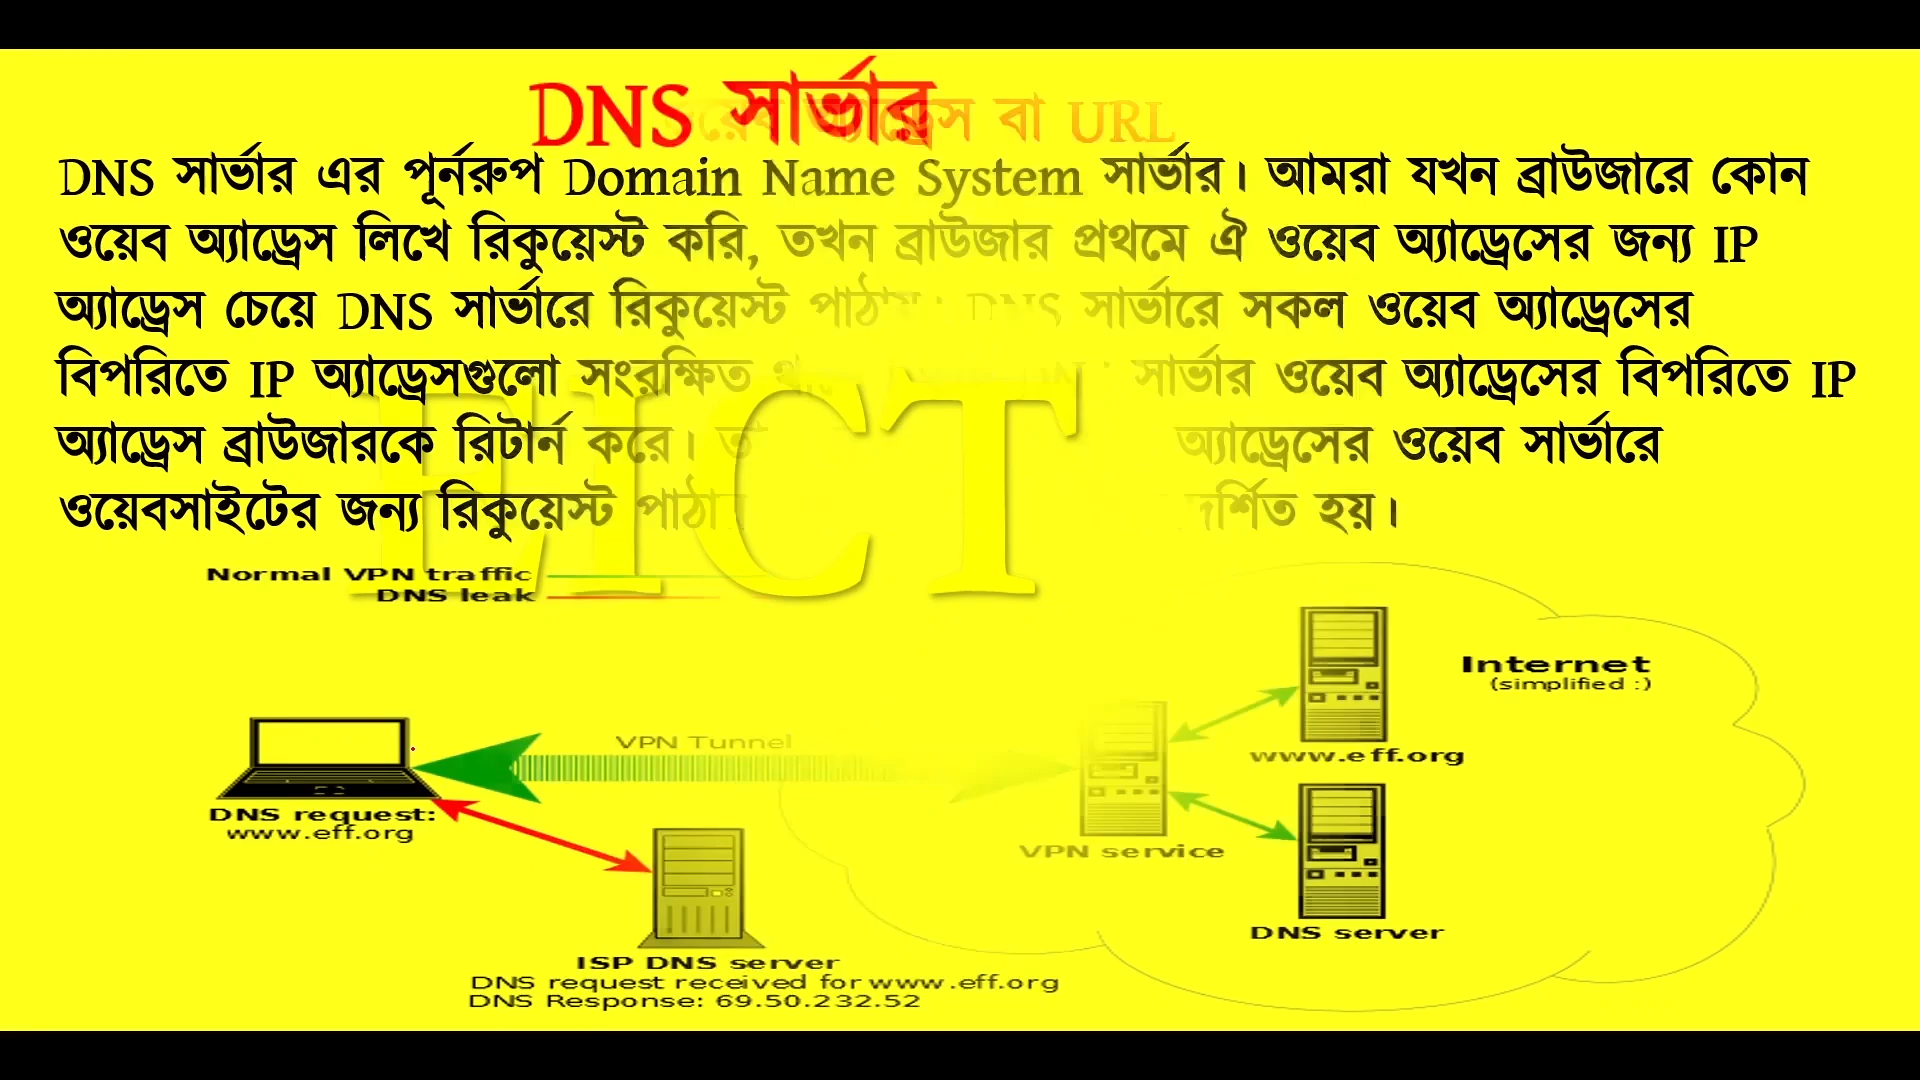 DNS সার্ভার
অ্যাড্রেস বা URL
DNS সার্ভার এর পূর্নরুপ Domain Name System সার্ভার। আমরা যখন ব্রাউজারে কোন
ওয়েব অ্যাড্রেস লিখে রিকুয়েস্ট করি, তখন ব্রাউজার প্রথমে ঐ ওয়েব অ্যাড্রেসের জন্য IP
অ্যাড্রেস চেয়ে DNS সার্ভারে রিকুয়েস্ট পাঠায়। DNS সার্ভারে সকল ওয়েব অ্যাড্রেসের
বিপরিতে IP অ্যাড্রেসগুলো সংরক্ষিত সার্ভার ওয়েব অ্যাড্রেসের বিপরিতে IP
অ্যাড্রেস ব্রাউজারকে রিটার্ন করে। অ্যাড্রেসের ওয়েব সার্ভারে
ওয়েবসাইটের জন্য রিকুয়েস্ট হয়।
EICT
Normal VPN traffic
DNS leak
Internet
(simplified :)
VPN Tunnel
www.eff.org
DNS request:
www.eff.org
VPN service
DNS server
ISP DNS server
DNS request received for www.eff.org
DNS Response: 69.50.232.52